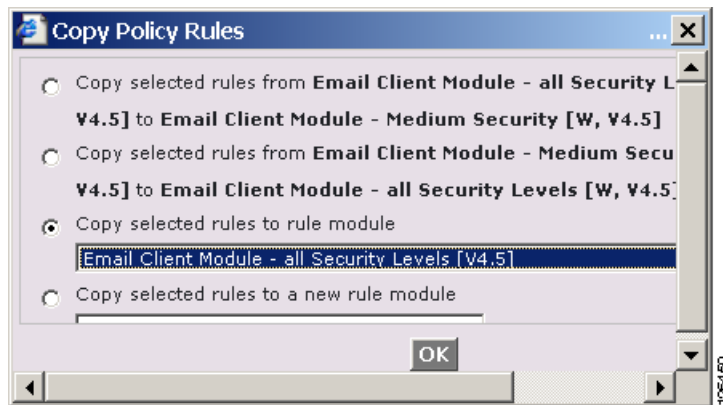 Copy Policy Rules ...
Copy selected rules from Email Client Module - all Security L
V4.5] to Email Client Module - Medium Security [W, V4.5]
Copy selected rules from Email Client Module - Medium Secu
V4.5] to Email Client Module - all Security Levels [W, V4.5]
Copy selected rules to rule module
Email Client Module - all Security Levels [V4.5]
Copy selected rules to a new rule module
OK